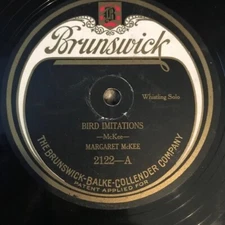 B
Brunswick
Whistling Solo
BIRD IMITATIONS
—McKee—
MARGARET McKEE
2122—A
THE BRUNSWICK-BALKE-COLLENDER COMPANY
PATENT APPLIED FOR